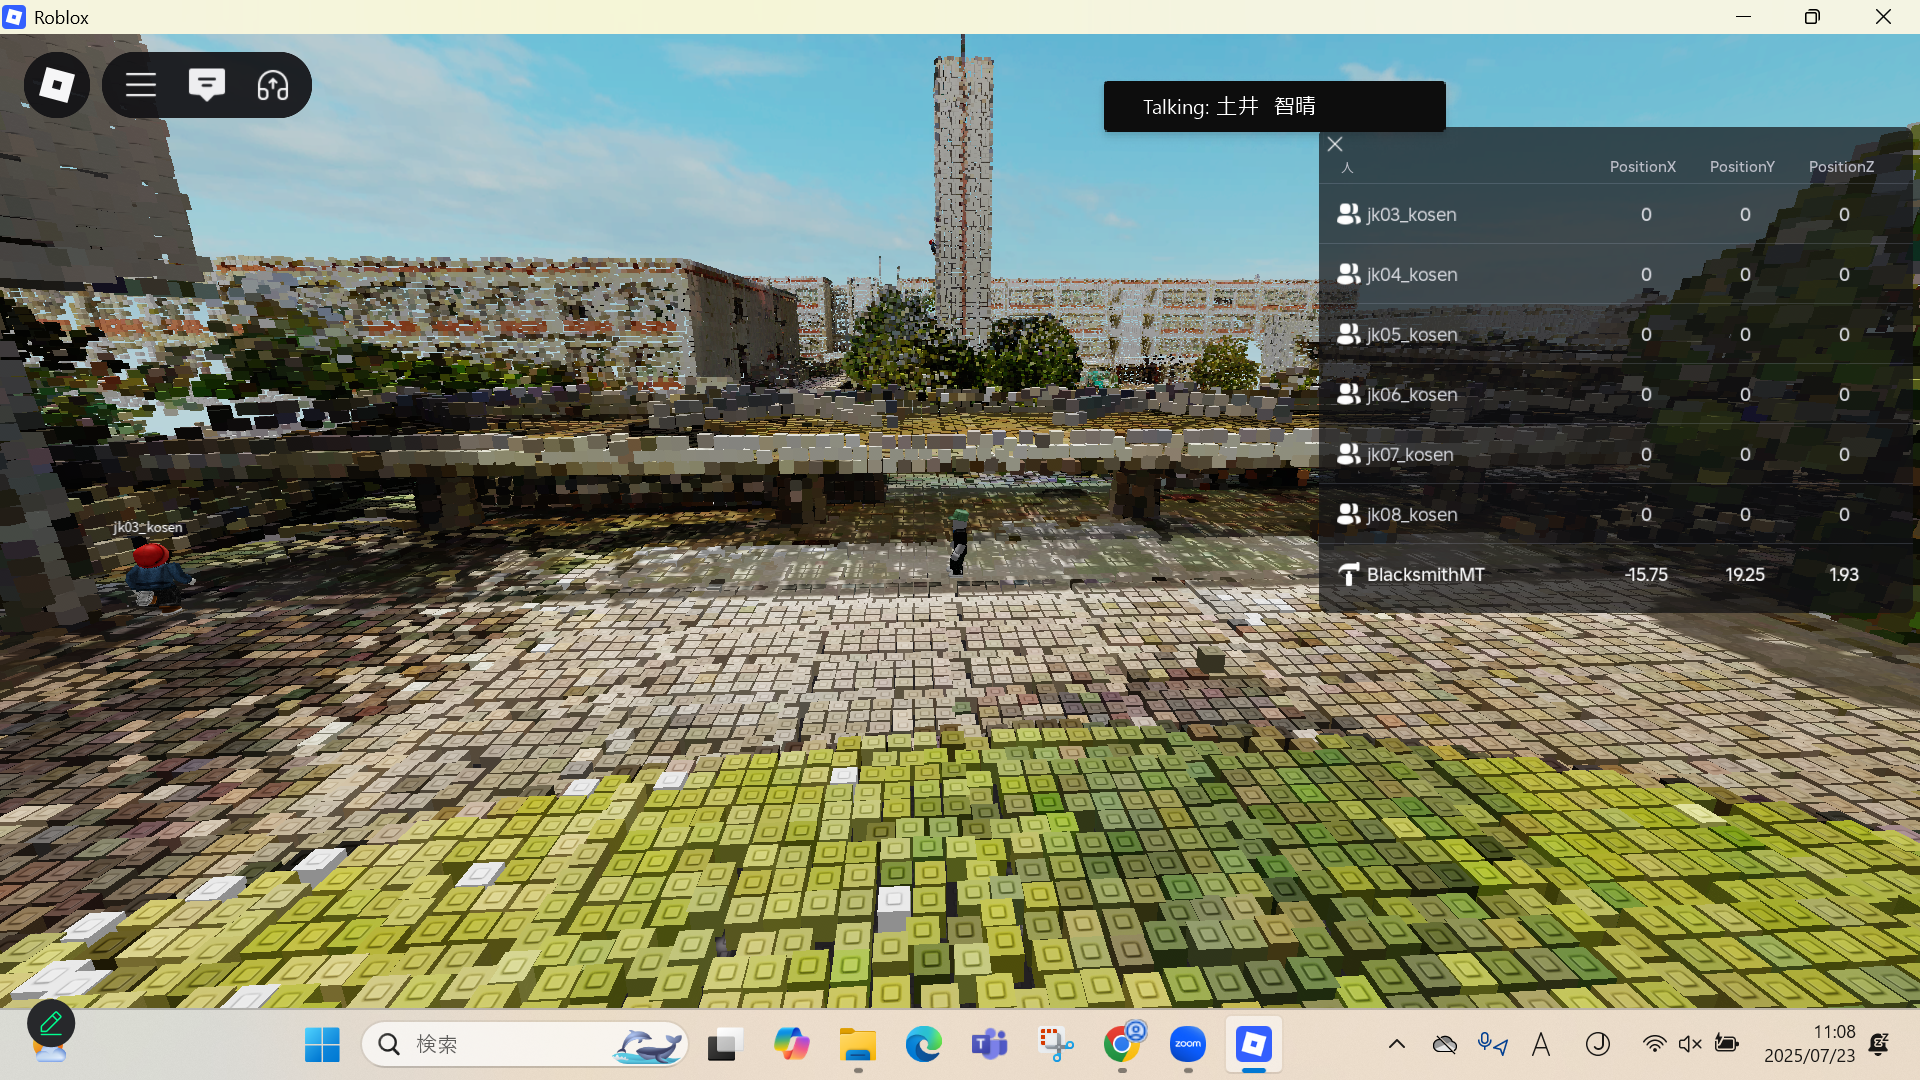 Roblox
Talking: 土井 智晴
人 PositionX PositionY PositionZ
jk03_kosen 0 0 0
jk04_kosen 0 0 0
jk05_kosen 0 0 0
jk06_kosen 0 0 0
jk07_kosen 0 0 0
jk08_kosen 0 0 0
BlacksmithMT -15.75 19.25 1.93
jk03_kosen
検索
zoom
A
J
11:08
2025/07/23